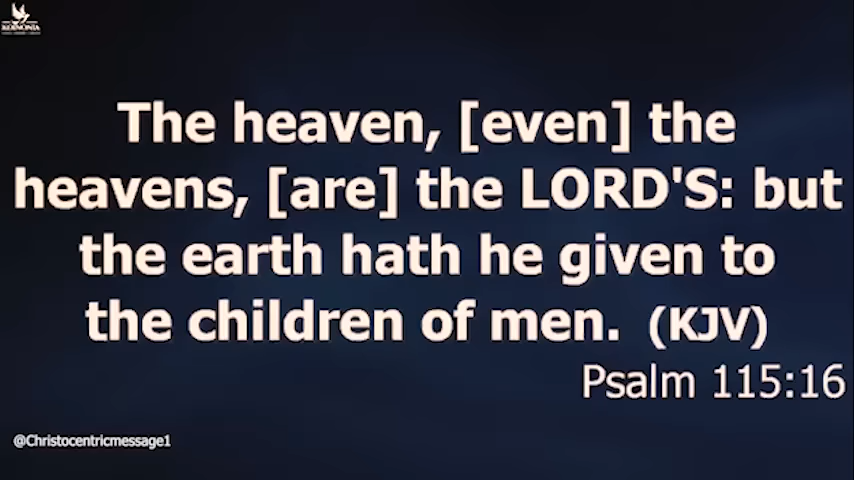 KOINONIA
The heaven, [even] the
heavens, [are] the LORD'S: but
the earth hath he given to
the children of men. (KJV)
Psalm 115:16
@Christocentricmessage1